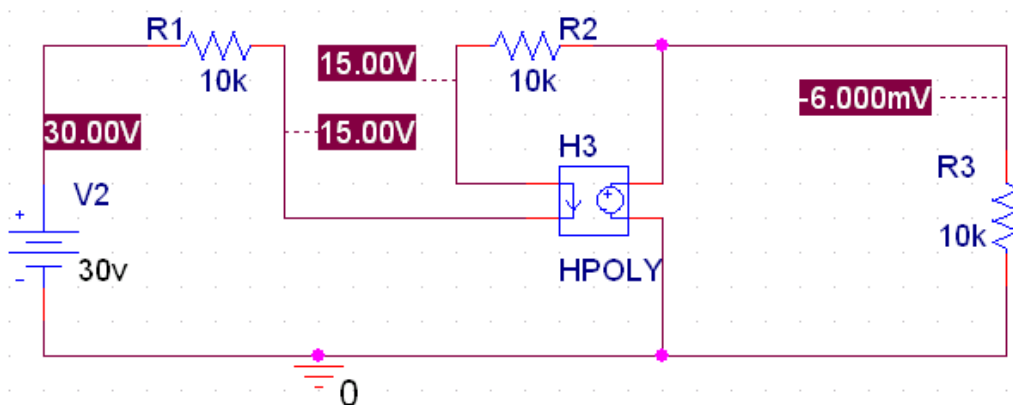 R1
10k
R2
10k
15.00V
15.00V
30.00V
-6.000mV
H3
HPOLY
R3
10k
V2
+
30v
-
+
0